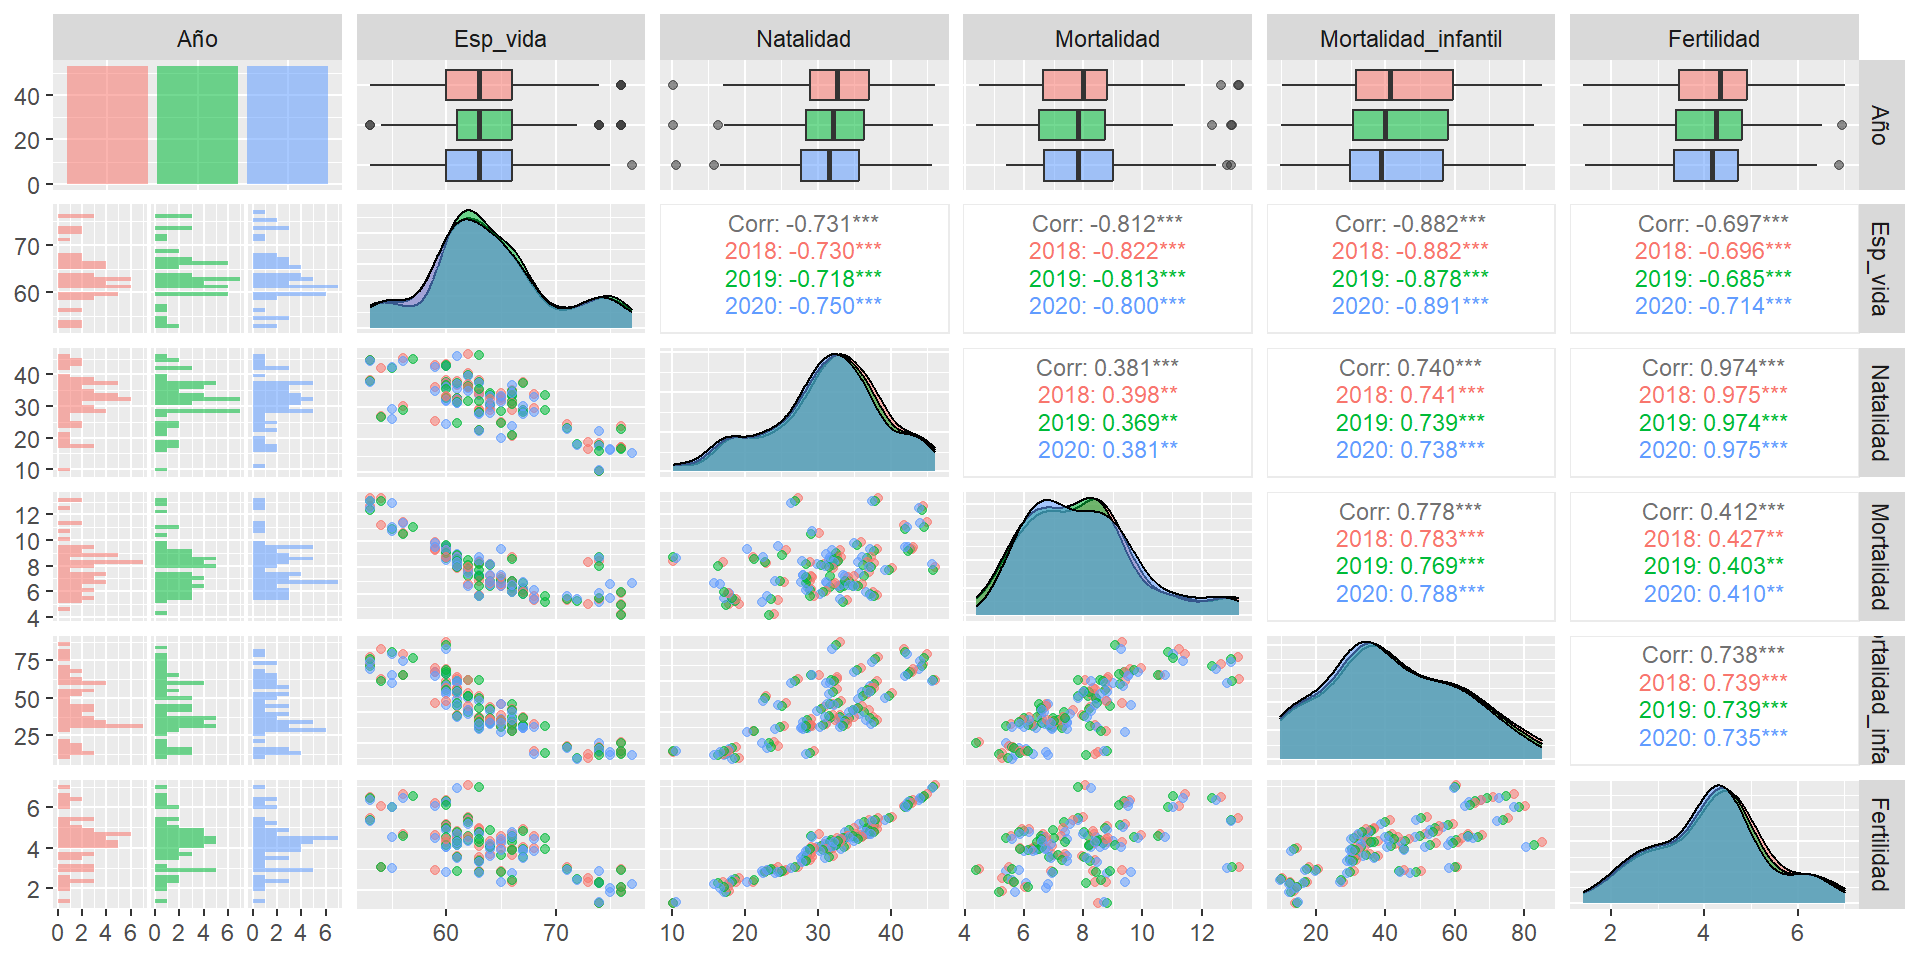 Año
Esp_vida
Natalidad
Mortalidad
Mortalidad_infantil
Fertilidad
40
20
0
Año
70
60
Corr: -0.731***
2018: -0.730***
2019: -0.718***
2020: -0.750***
Corr: -0.812***
2018: -0.822***
2019: -0.813***
2020: -0.800***
Corr: -0.882***
2018: -0.882***
2019: -0.878***
2020: -0.891***
Corr: -0.697***
2018: -0.696***
2019: -0.685***
2020: -0.714***
Esp_vida
40
30
20
10
Corr: 0.381***
2018: 0.398**
2019: 0.369**
2020: 0.381**
Corr: 0.740***
2018: 0.741***
2019: 0.739***
2020: 0.738***
Corr: 0.974***
2018: 0.975***
2019: 0.974***
2020: 0.975***
Natalidad
12
10
8
6
4
Corr: 0.778***
2018: 0.783***
2019: 0.769***
2020: 0.788***
Corr: 0.412***
2018: 0.427**
2019: 0.403**
2020: 0.410**
Mortalidad
75
50
25
Corr: 0.738***
2018: 0.739***
2019: 0.739***
2020: 0.735***
ortalidad_infa
6
4
2
Fertilidad
0 2 4 6 0 2 4 6 0 2 4 6
60 70
10 20 30 40
4 6 8 10 12
20 40 60 80
2 4 6